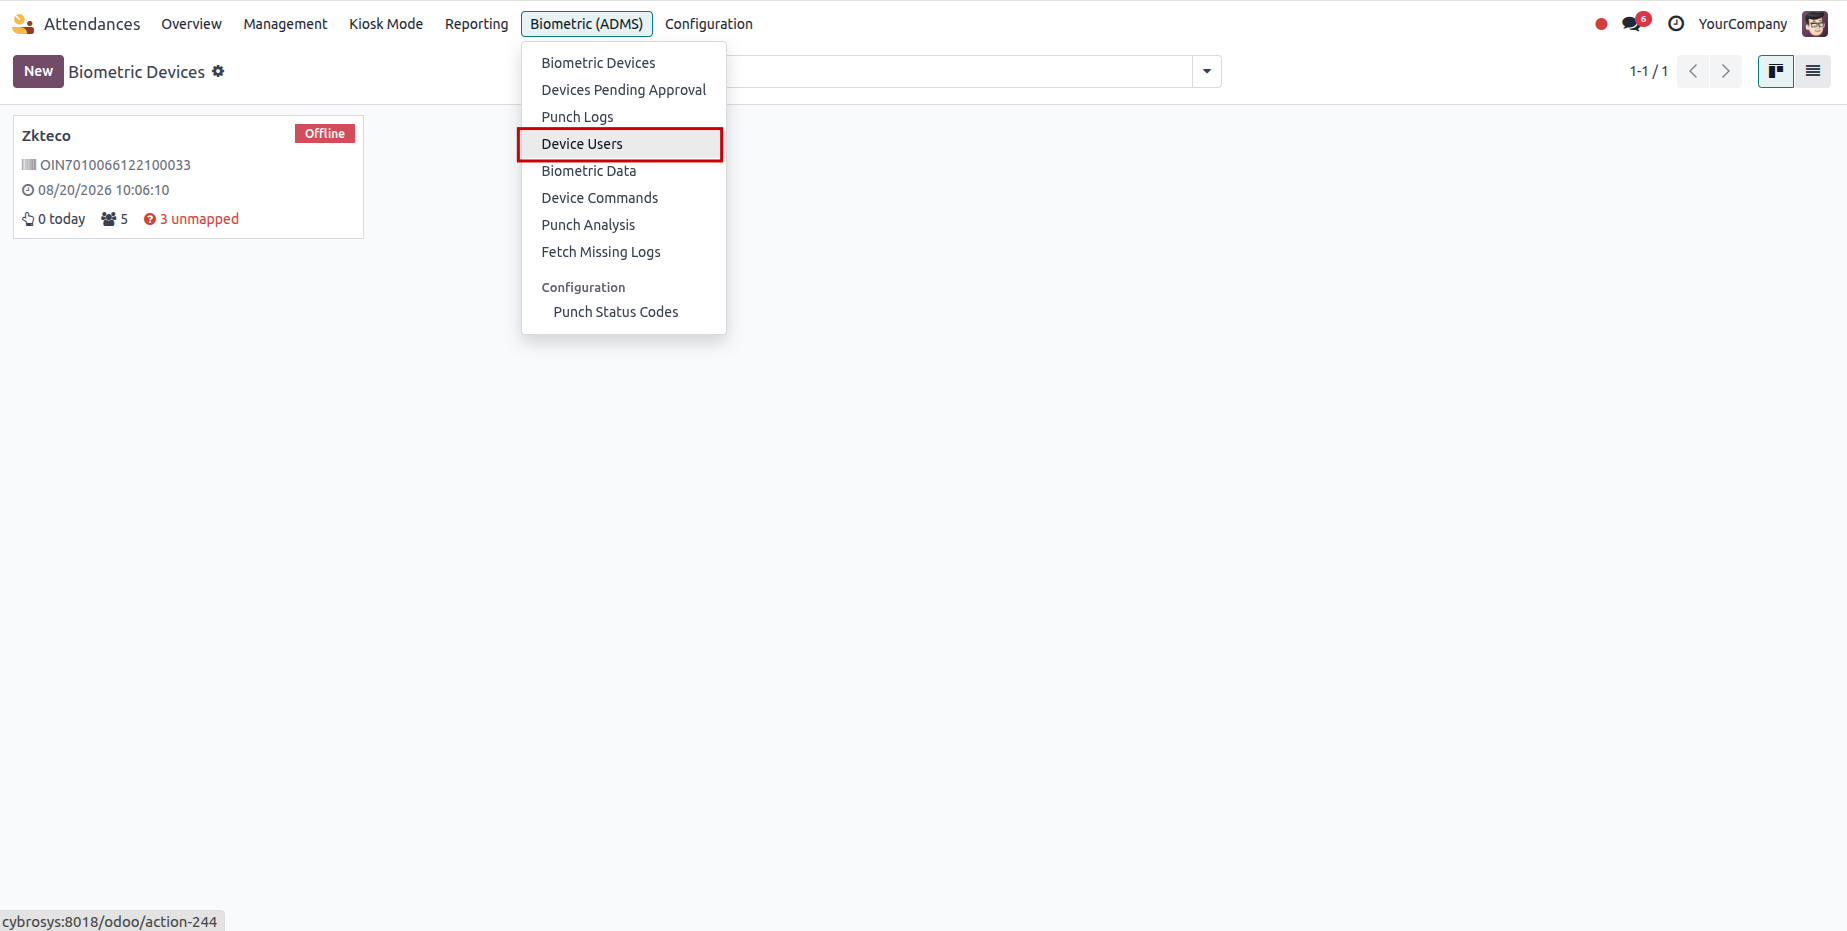 Attendances Overview Management Kiosk Mode Reporting Biometric (ADMS) Configuration 6 YourCompany
New Biometric Devices 1-1 / 1
Biometric Devices
Devices Pending Approval
Punch Logs
Device Users
Biometric Data
Device Commands
Punch Analysis
Fetch Missing Logs
Configuration
Punch Status Codes
Zkteco Offline
OIN7010066122100033
08/20/2026 10:06:10
0 today 5 3 unmapped
cybrosys:8018/odoo/action-244